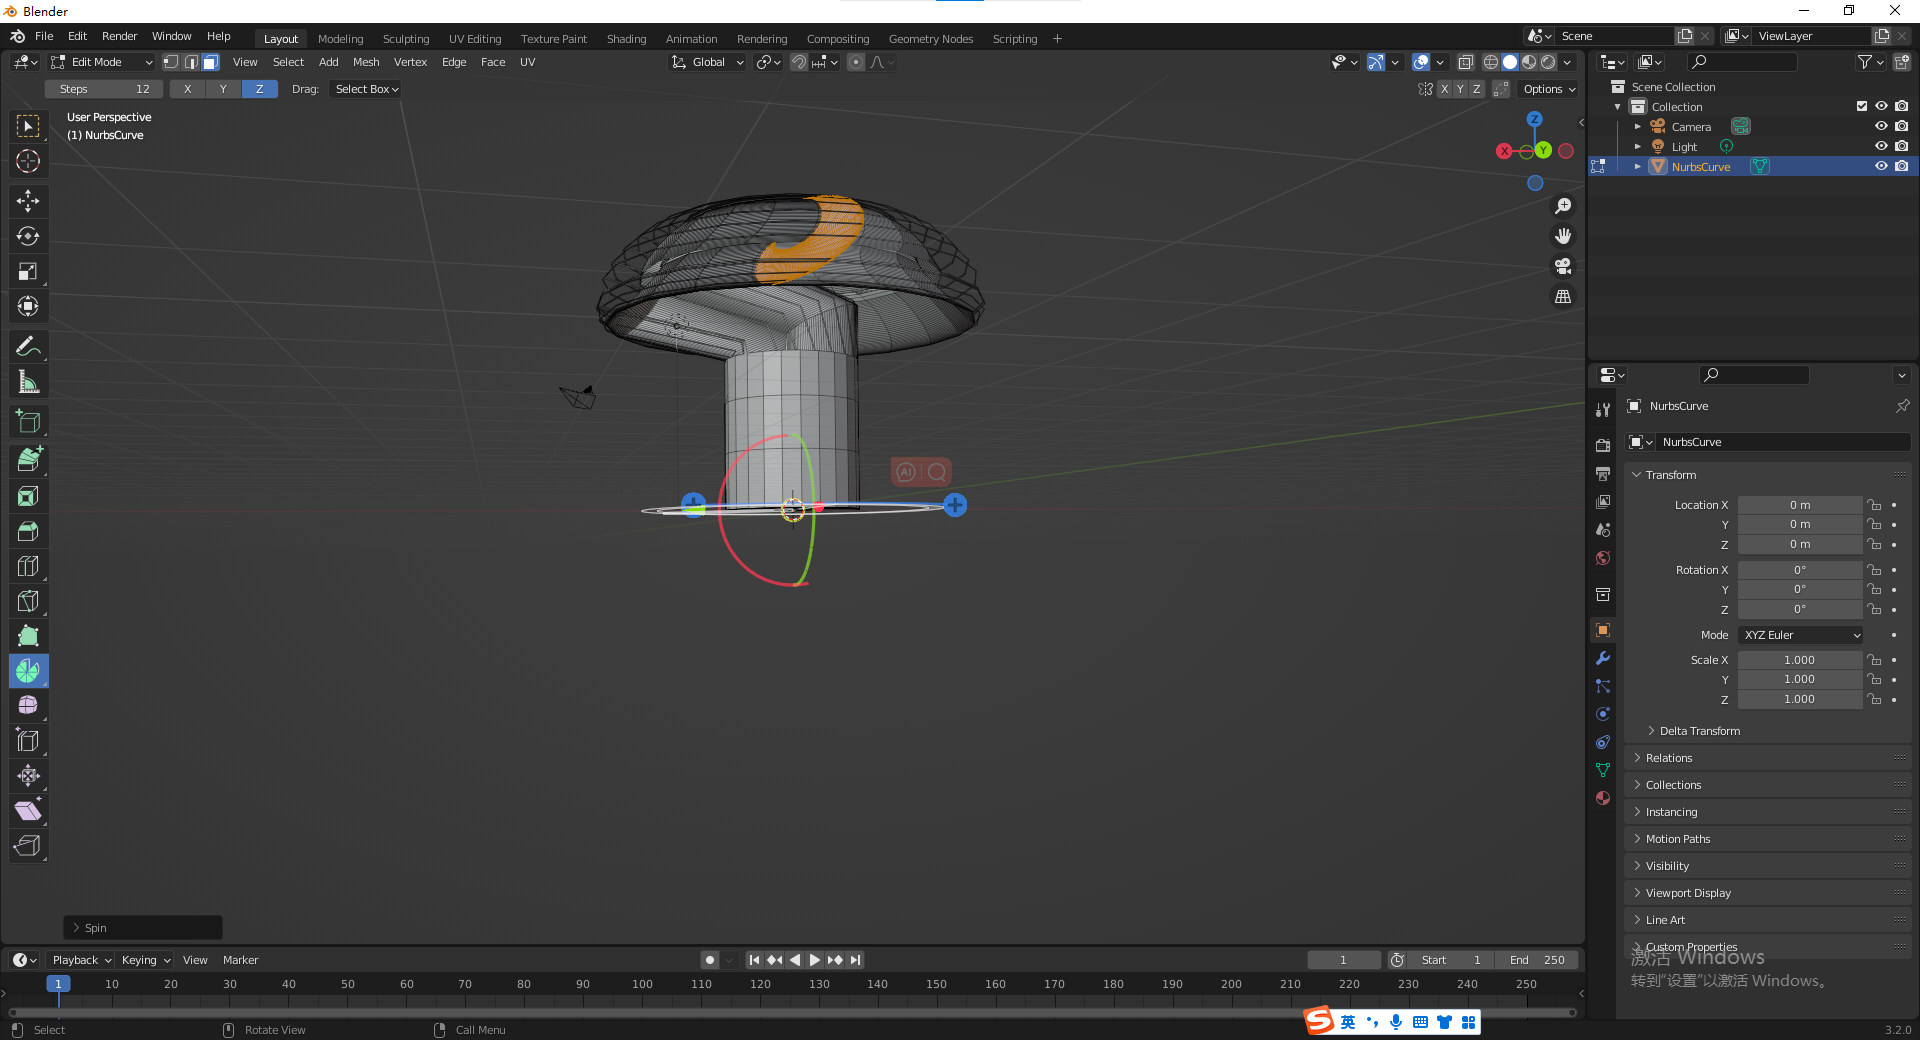 Blender
File Edit Render Window Help Layout Modeling Sculpting UV Editing Texture Paint Shading Animation Rendering Compositing Geometry Nodes Scripting + Scene ViewLayer
Edit Mode View Select Add Mesh Vertex Edge Face UV Global
Steps 12 X Y Z Drag: Select Box X Y Z Options
User Perspective
(1) NurbsCurve
Z
X Y
AI
Spin
Scene Collection
Collection
Camera
Light
NurbsCurve
NurbsCurve
NurbsCurve
Transform
Location X 0 m
Y 0 m
Z 0 m
Rotation X 0°
Y 0°
Z 0°
Mode XYZ Euler
Scale X 1.000
Y 1.000
Z 1.000
Delta Transform
Relations
Collections
Instancing
Motion Paths
Visibility
Viewport Display
Line Art
Custom Properties
激活 Windows
转到“设置”以激活 Windows。
Playback Keying View Marker 1 Start 1 End 250
1 10 20 30 40 50 60 70 80 90 100 110 120 130 140 150 160 170 180 190 200 210 220 230 240 250
Select Rotate View Call Menu 3.2.0
S 英